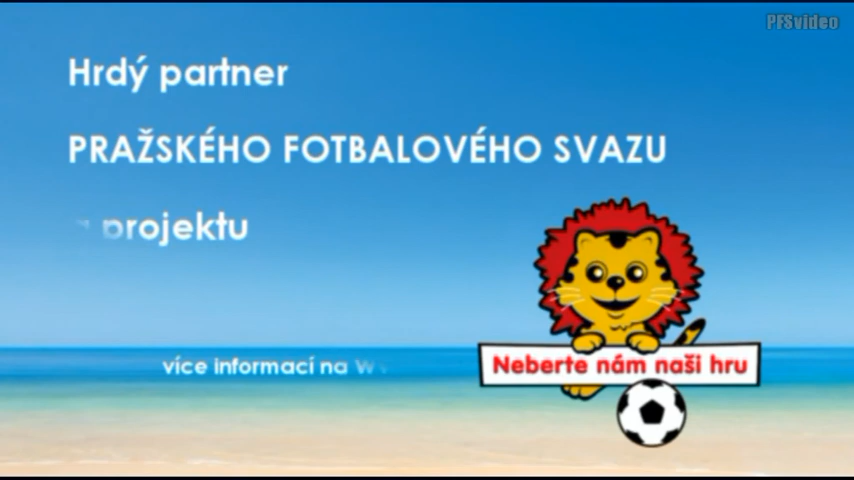 PFSvideo
Hrdý partner
PRAŽSKÉHO FOTBALOVÉHO SVAZU
projektu
více informací na
Neberte nám naši hru